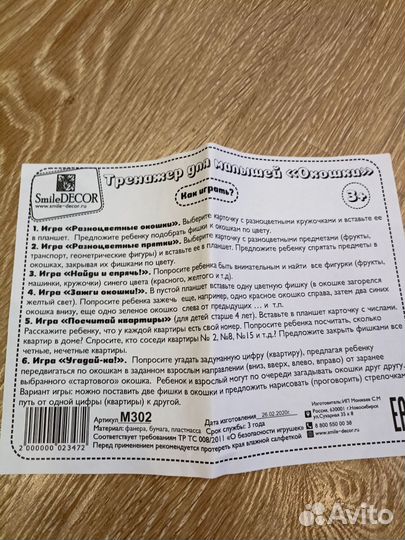 SmileDECOR
www.smile-decor.ru
Тренажер для малышей «Окошки»
Как играть?
3+
1. Игра «Разноцветные окошки». Выберите карточку с разноцветными кружочками и вставьте ее
в планшет. Предложите ребенку подобрать фишки к окошкам по цвету.
2. Игра «Разноцветные прятки». Выберите карточку с разноцветными предметами (фрукты,
транспорт, геометрические фигуры) и вставьте ее в планшет. Предложите ребенку спрятать предметы в
окошках, закрывая их фишками по цвету.
3. Игра «Найди и спрячь!». Попросите ребенка быть внимательным и найти все фигурки (фрукты,
машинки, кружочки) синего цвета (красного, желтого и т.д.)
4. Игра «Зажги окошки!». В пустой планшет вставьте одну цветную фишку (в окошке загорелся
желтый свет). Попросите ребенка зажечь еще, например, одно красное окошко справа, затем два синих
окошка внизу, еще одно зеленое окошко слева от предыдущих ... и т.п.
5. Игра «Посчитай квартиры» (для детей старше 4 лет). Вставьте в планшет карточку с числами.
Расскажите ребенку, что у каждой квартиры есть свой номер. Попросите ребенка посчитать, сколько
квартир в доме? Спросите, кто соседи квартиры № 2, №8, №15 и т.д.? Предложите закрыть фишками все
четные, нечетные квартиры.
6. Игра «Угадай-ка!». Попросите угадать задуманную цифру (квартиру), предлагая ребенку
передвигаться по окошкам в заданном взрослым направлении (вниз, вверх, влево, вправо) от заранее
выбранного «стартового» окошка. Ребенок и взрослый могут по очереди загадывать окошки друг другу.
Вариант игры: можно поставить две фишки в окошки и предложить нарисовать (проговорить) стрелочками
путь от одной цифры (квартиры) к другой.
2 000000 023472
Артикул M302
Материал: фанера, бумага, пластмасса
Соответствует требованиям ТР ТС 008/2011 «О безопасности игрушек»
Перед применением рекомендуется протереть края влажной салфеткой
Дата изготовления 26.02.2020г.
Срок службы: 3 года
Изготовитель: ИП Минеева С.М
Россия, 630001 г.Новосибирск
ул.Сухарная 35 к 8
8 800 550 00 38
www.smile-decor.ru
EAC
Avito